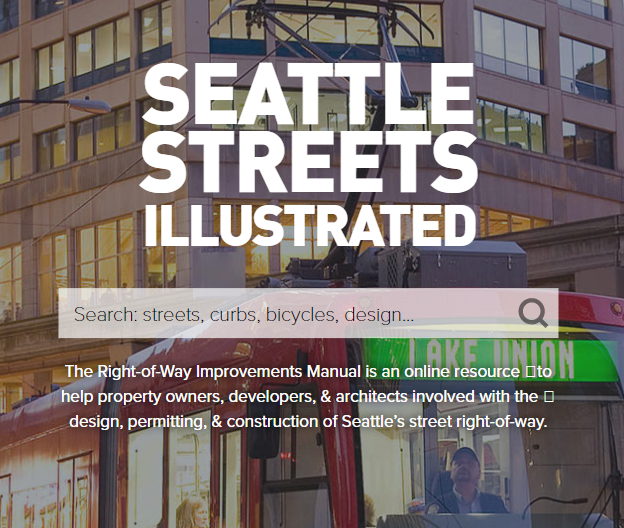 SEATTLE
STREETS
ILLUSTRATED
Search: streets, curbs, bicycles, design...
LAKE UNION
The Right-of-Way Improvements Manual is an online resource □to
help property owners, developers, & architects involved with the □
design, permitting, & construction of Seattle’s street right-of-way.